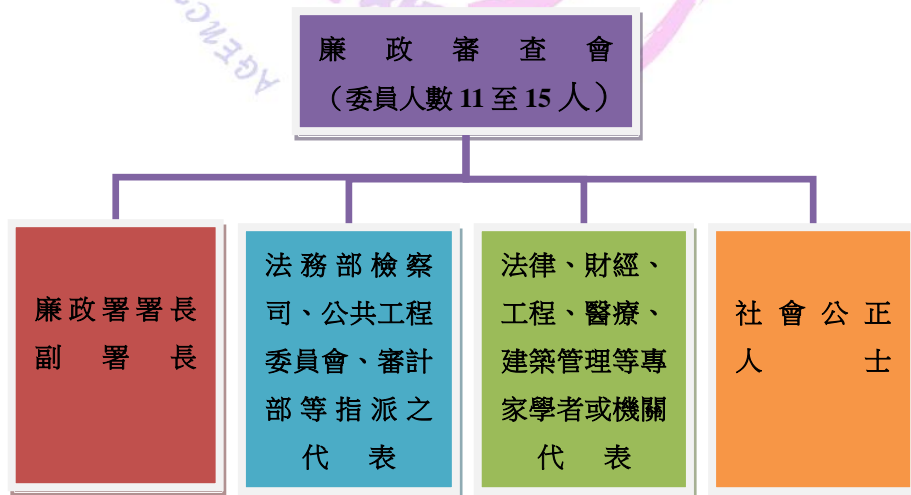 AGENCY
廉政審查會
（委員人數 11 至 15 人）
廉政署署長
副署長
法務部檢察
司、公共工程
委員會、審計
部等指派之
代表
法律、財經、
工程、醫療、
建築管理等專
家學者或機關
代表
社會公正
人士